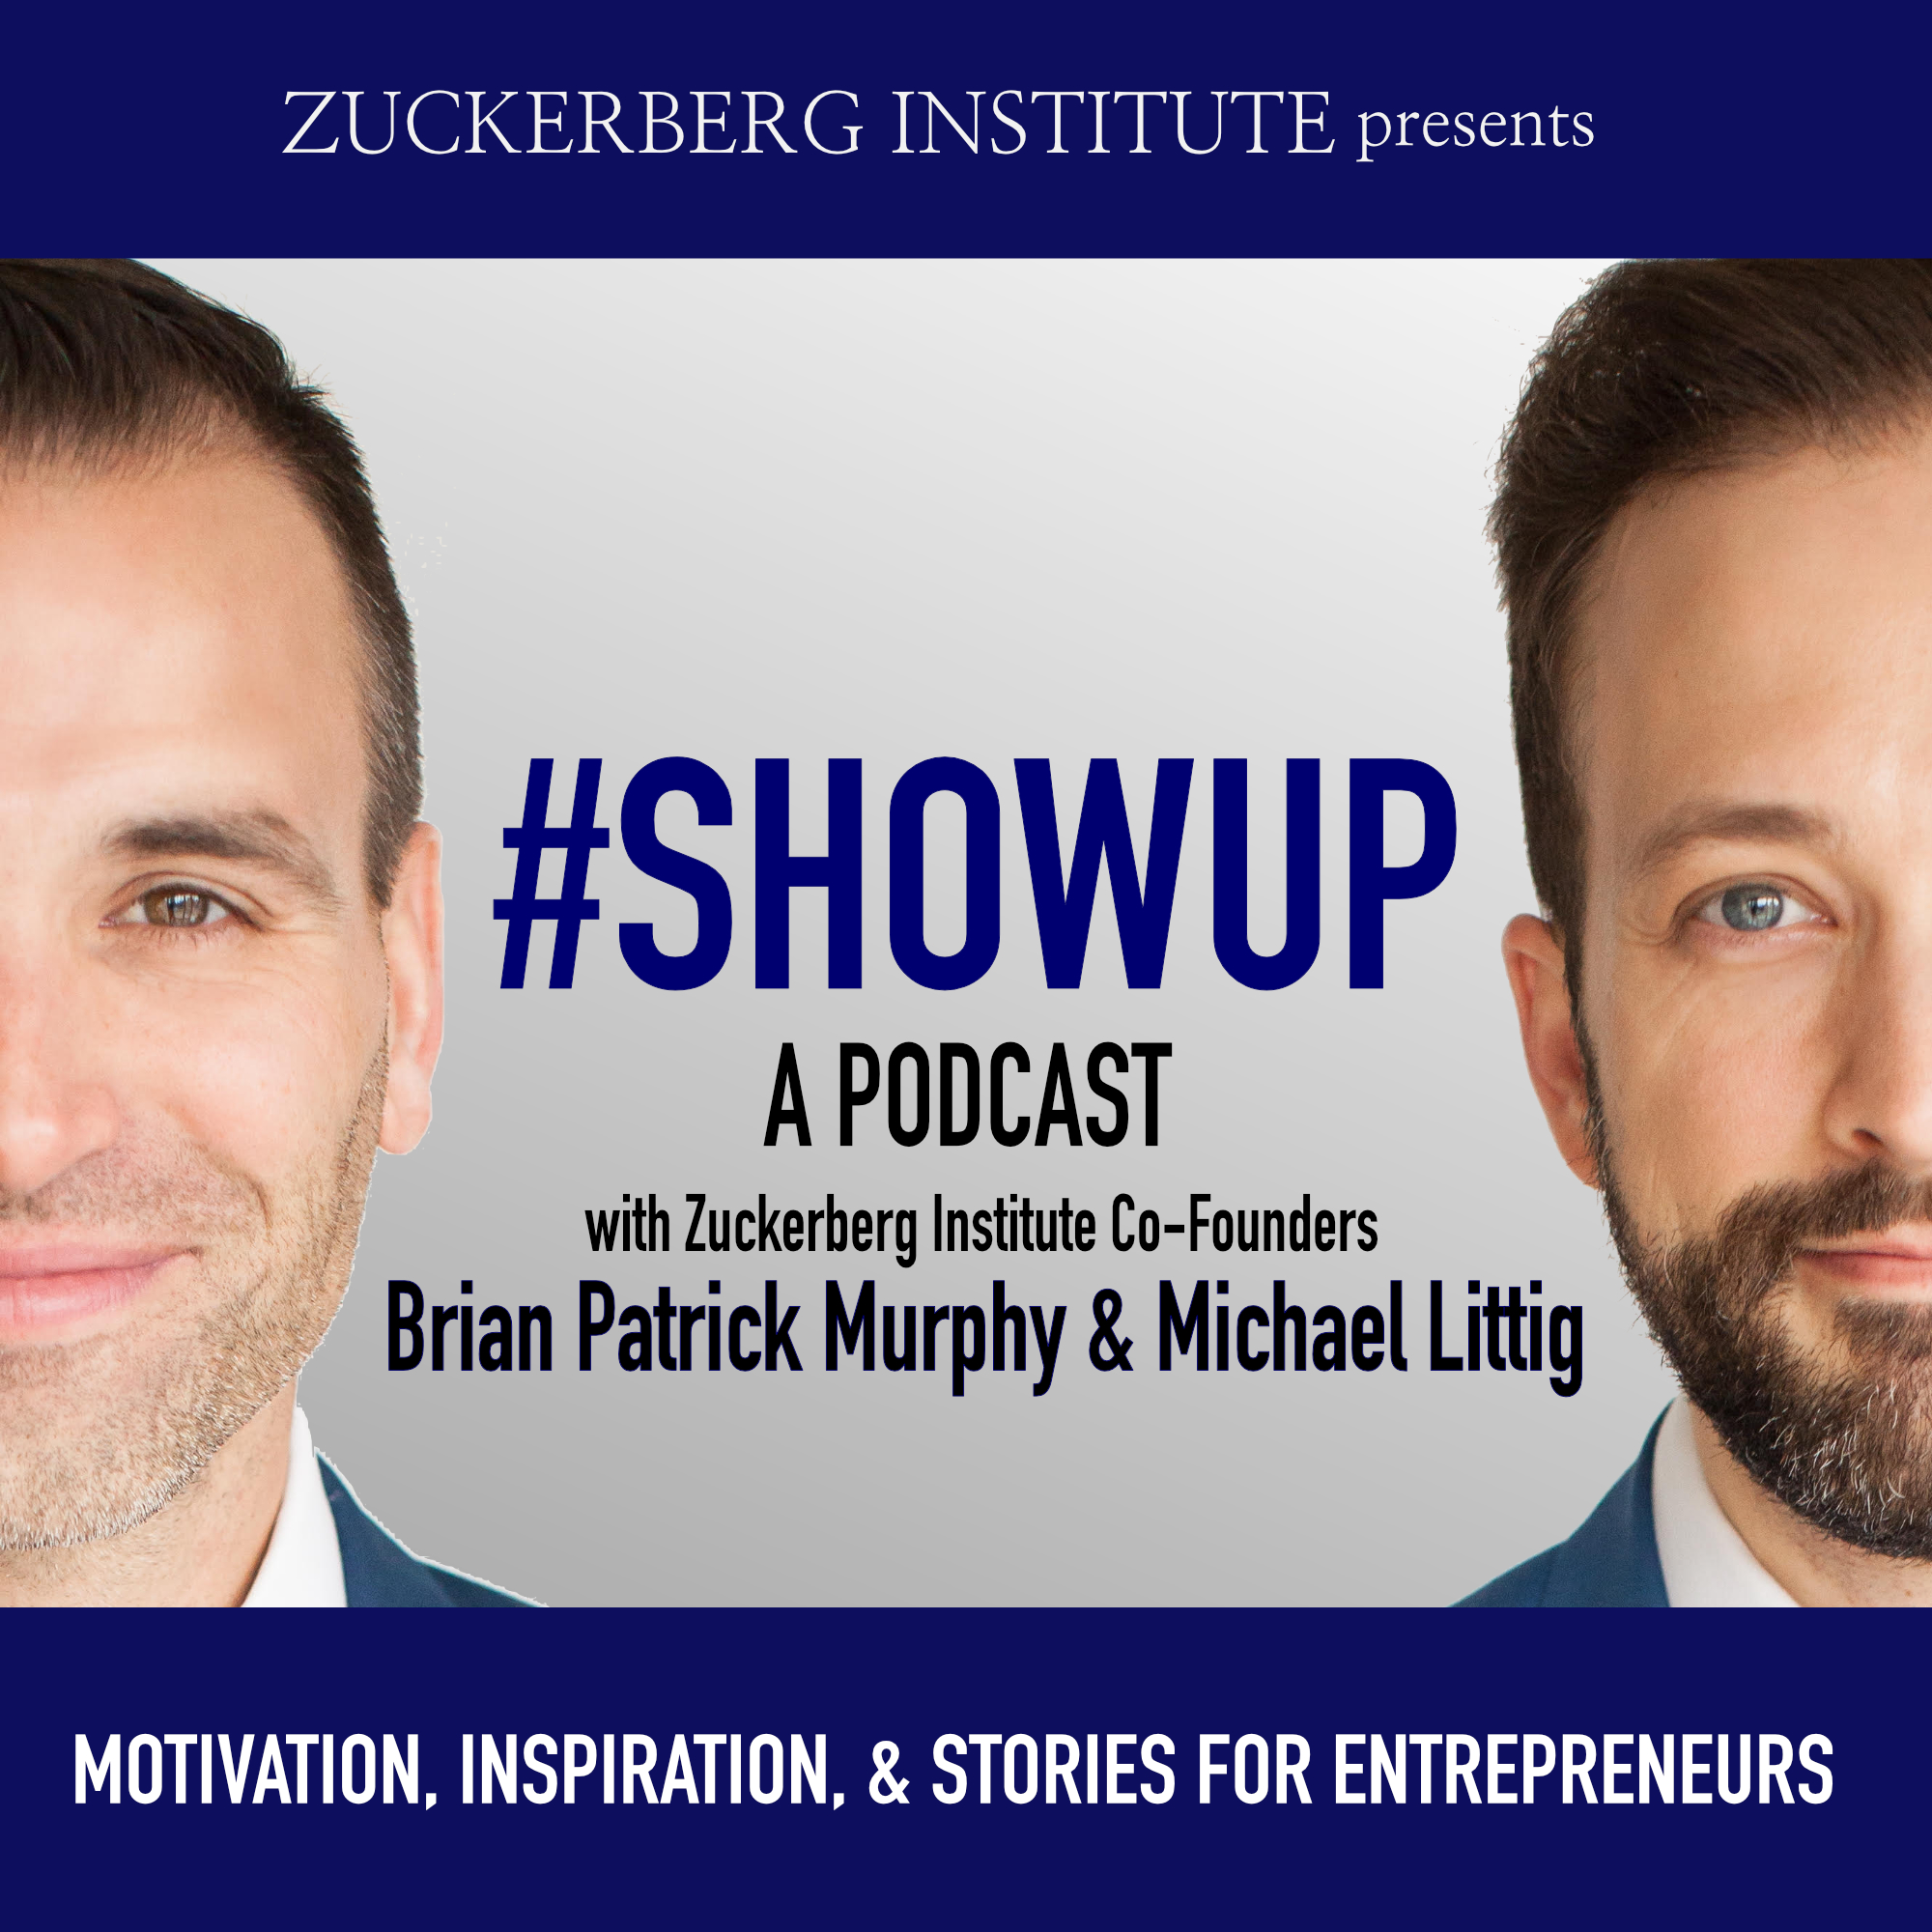 ZUCKERBERG INSTITUTE presents
#SHOWUP
A PODCAST
with Zuckerberg Institute Co-Founders
Brian Patrick Murphy & Michael Littig
MOTIVATION, INSPIRATION, & STORIES FOR ENTREPRENEURS